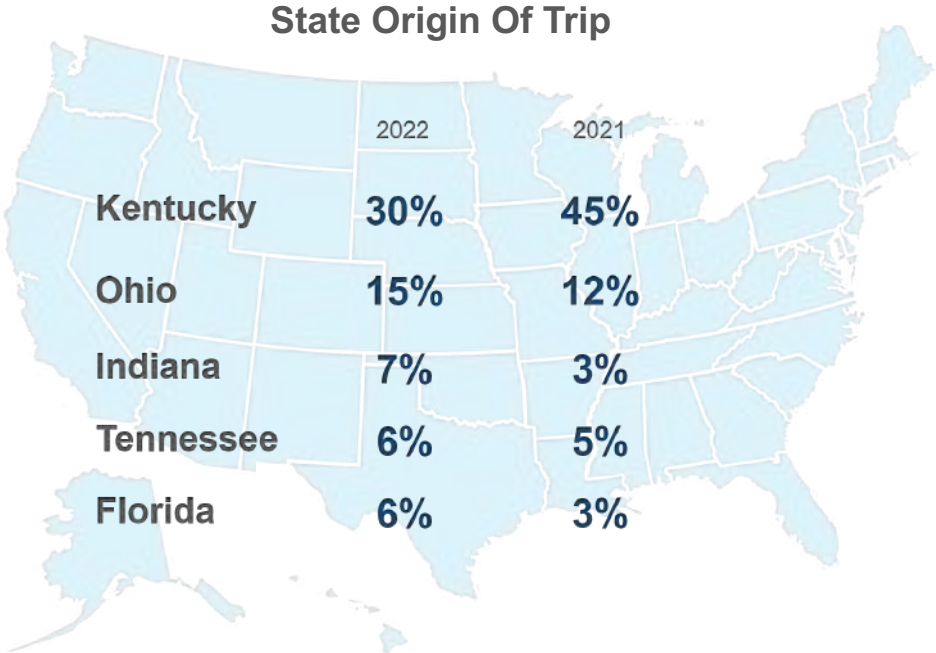 State Origin Of Trip
2022 2021
Kentucky 30% 45%
Ohio 15% 12%
Indiana 7% 3%
Tennessee 6% 5%
Florida 6% 3%